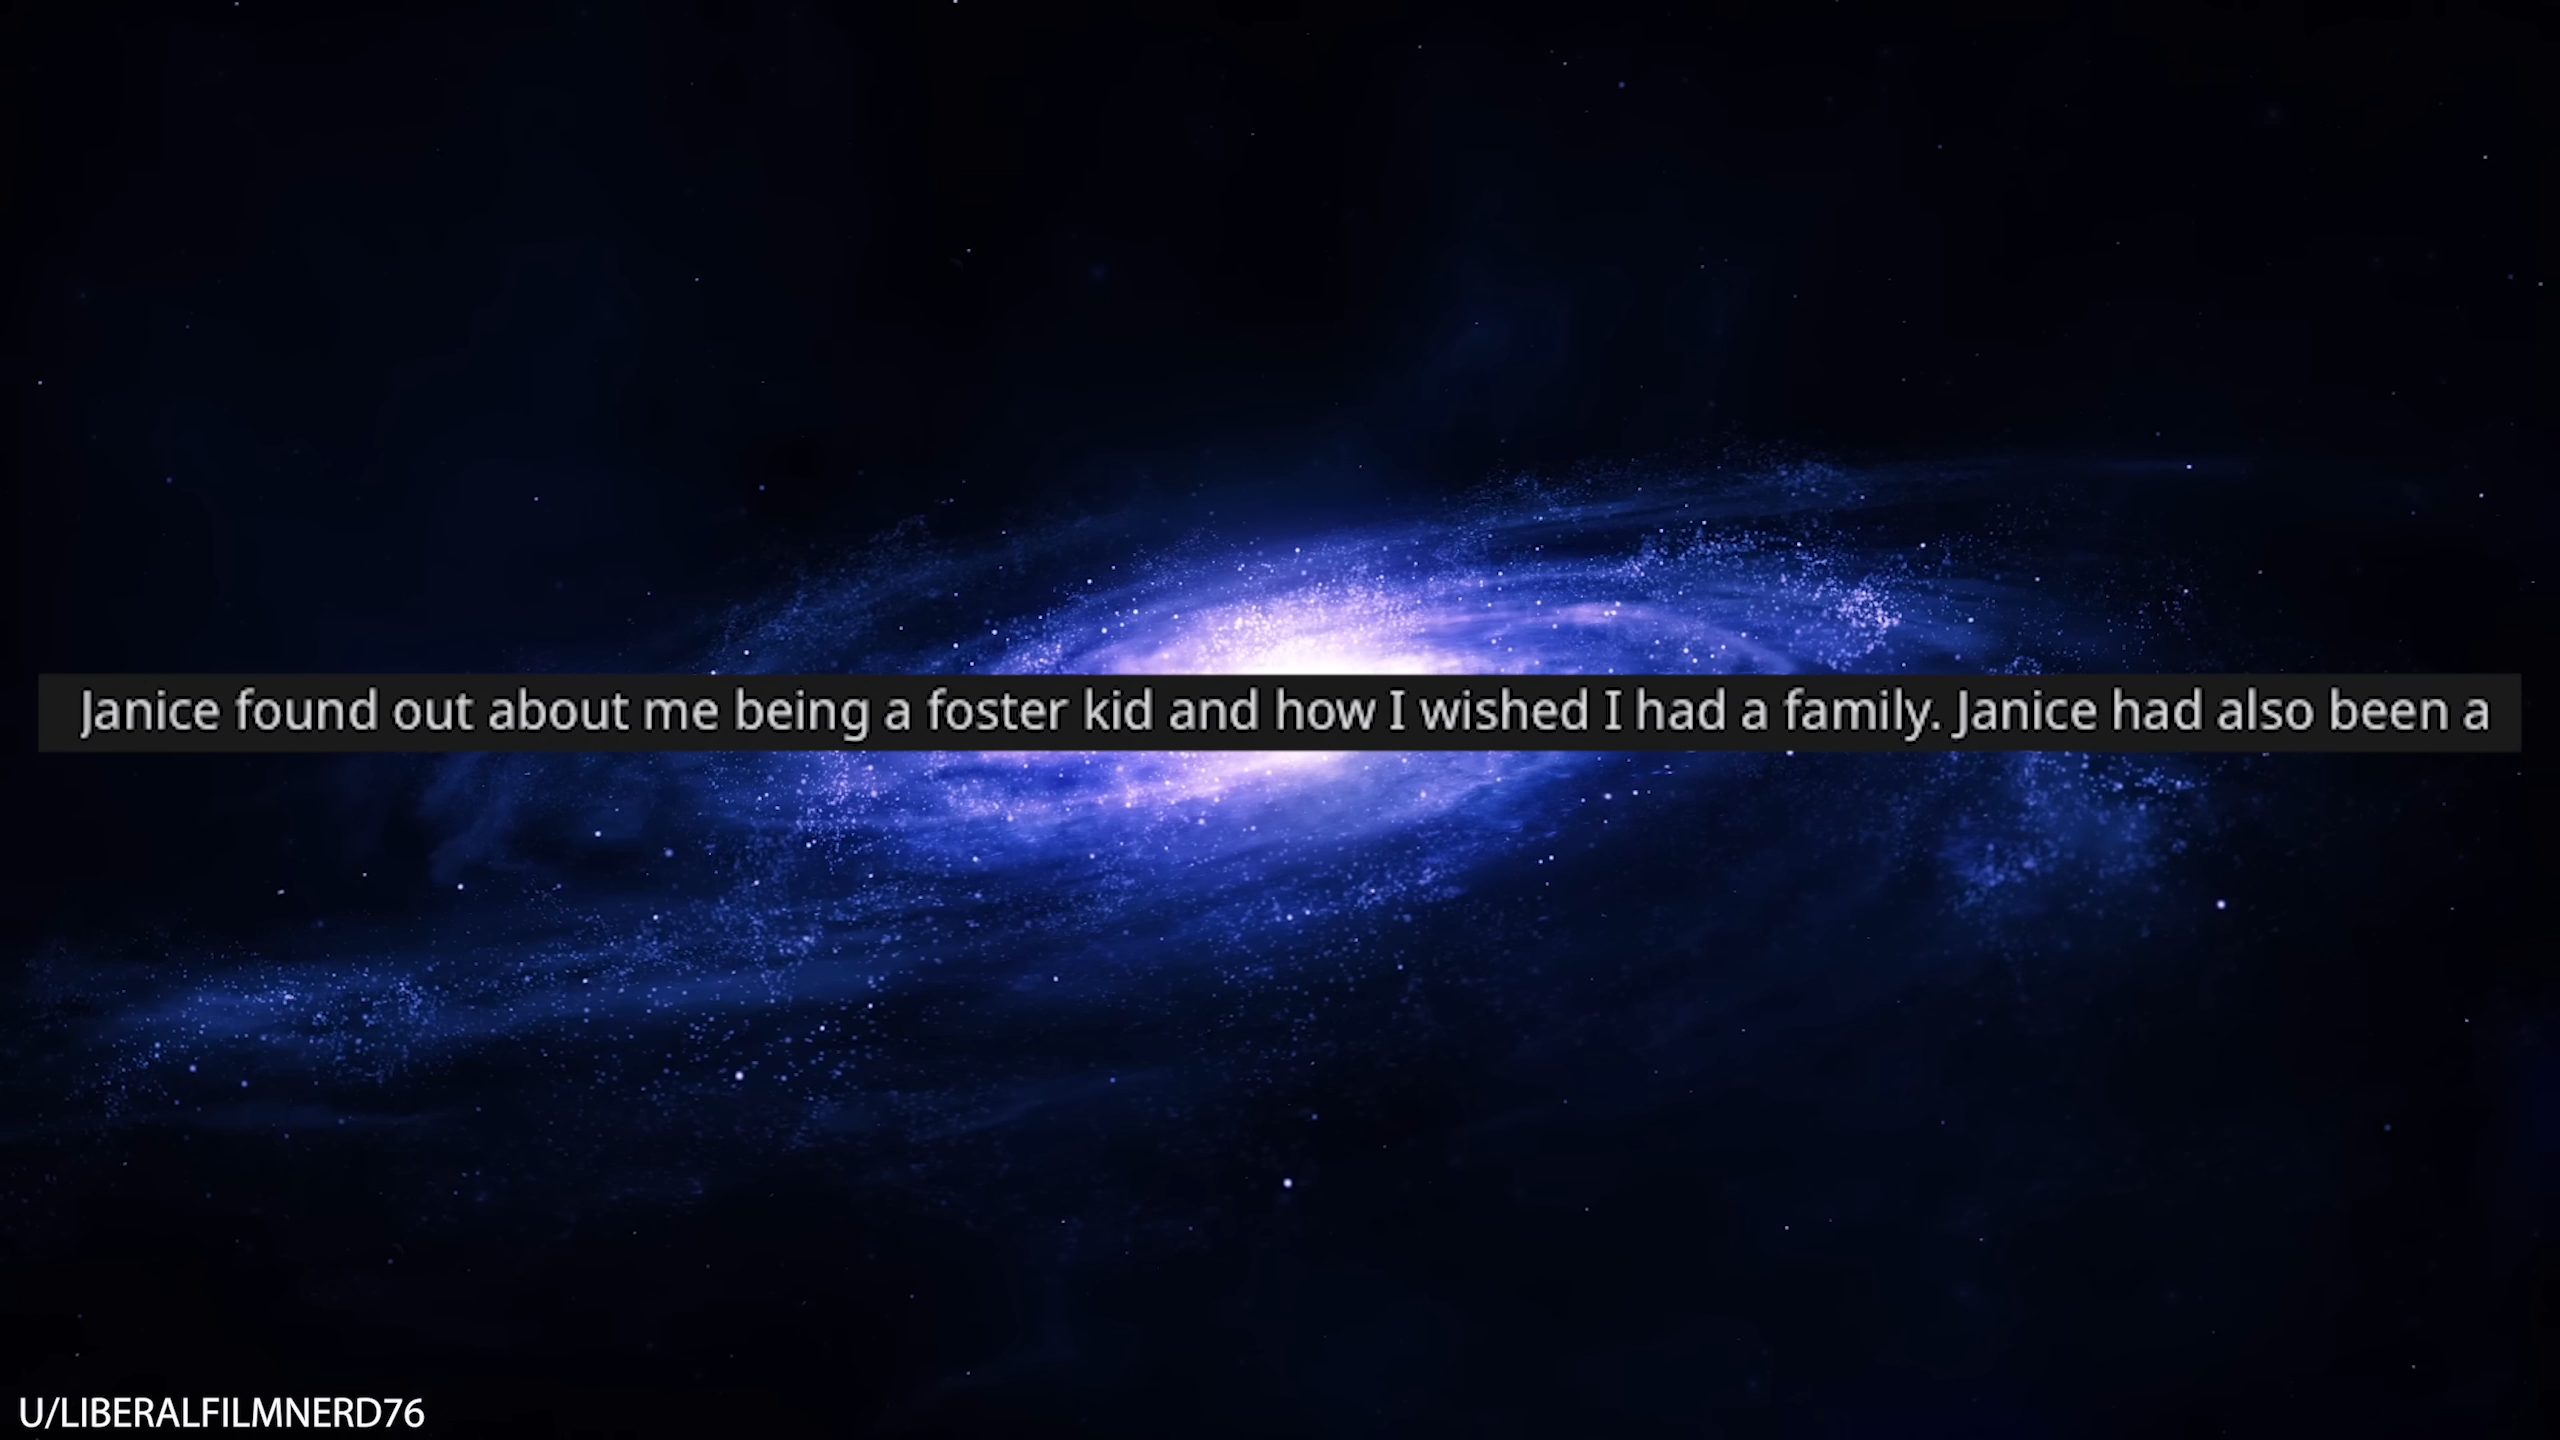 Janice found out about me being a foster kid and how I wished I had a family. Janice had also been a
U/LIBERALFILMNERD76